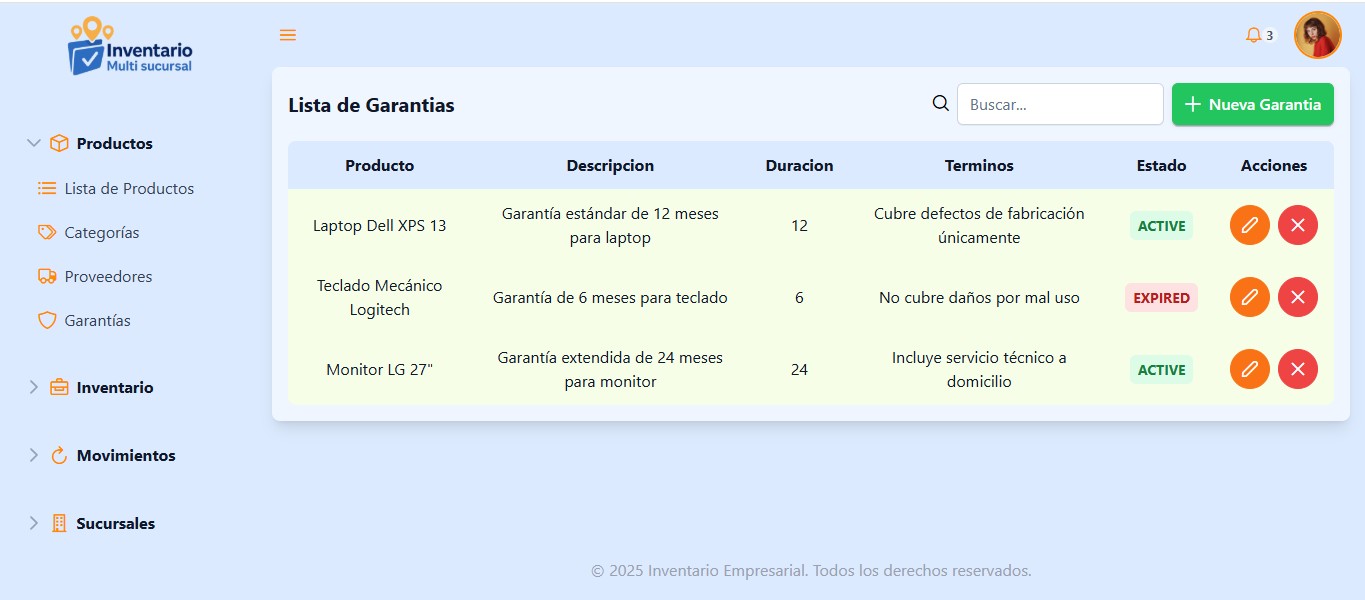 Inventario
Multi sucursal
3
Productos
Lista de Productos
Categorías
Proveedores
Garantías
Inventario
Movimientos
Sucursales
Lista de Garantias
Buscar...
Nueva Garantia
Producto Descripcion Duracion Terminos Estado Acciones
Laptop Dell XPS 13
Garantía estándar de 12 meses
para laptop
12
Cubre defectos de fabricación
únicamente
ACTIVE
Teclado Mecánico
Logitech
Garantía de 6 meses para teclado
6
No cubre daños por mal uso
EXPIRED
Monitor LG 27"
Garantía extendida de 24 meses
para monitor
24
Incluye servicio técnico a
domicilio
ACTIVE
© 2025 Inventario Empresarial. Todos los derechos reservados.